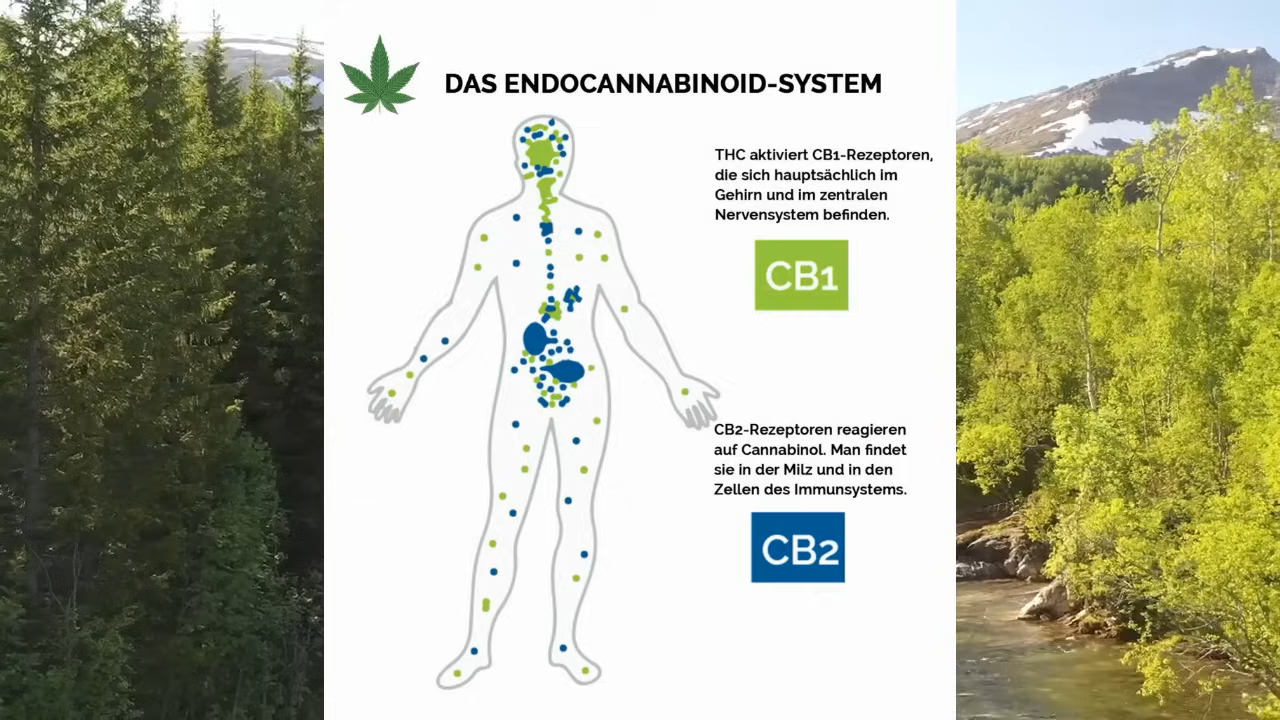 DAS ENDOCANNABINOID-SYSTEM
THC aktiviert CB1-Rezeptoren,
die sich hauptsächlich im
Gehirn und im zentralen
Nervensystem befinden.
CB1
CB2-Rezeptoren reagieren
auf Cannabinol. Man findet
sie in der Milz und in den
Zellen des Immunsystems.
CB2